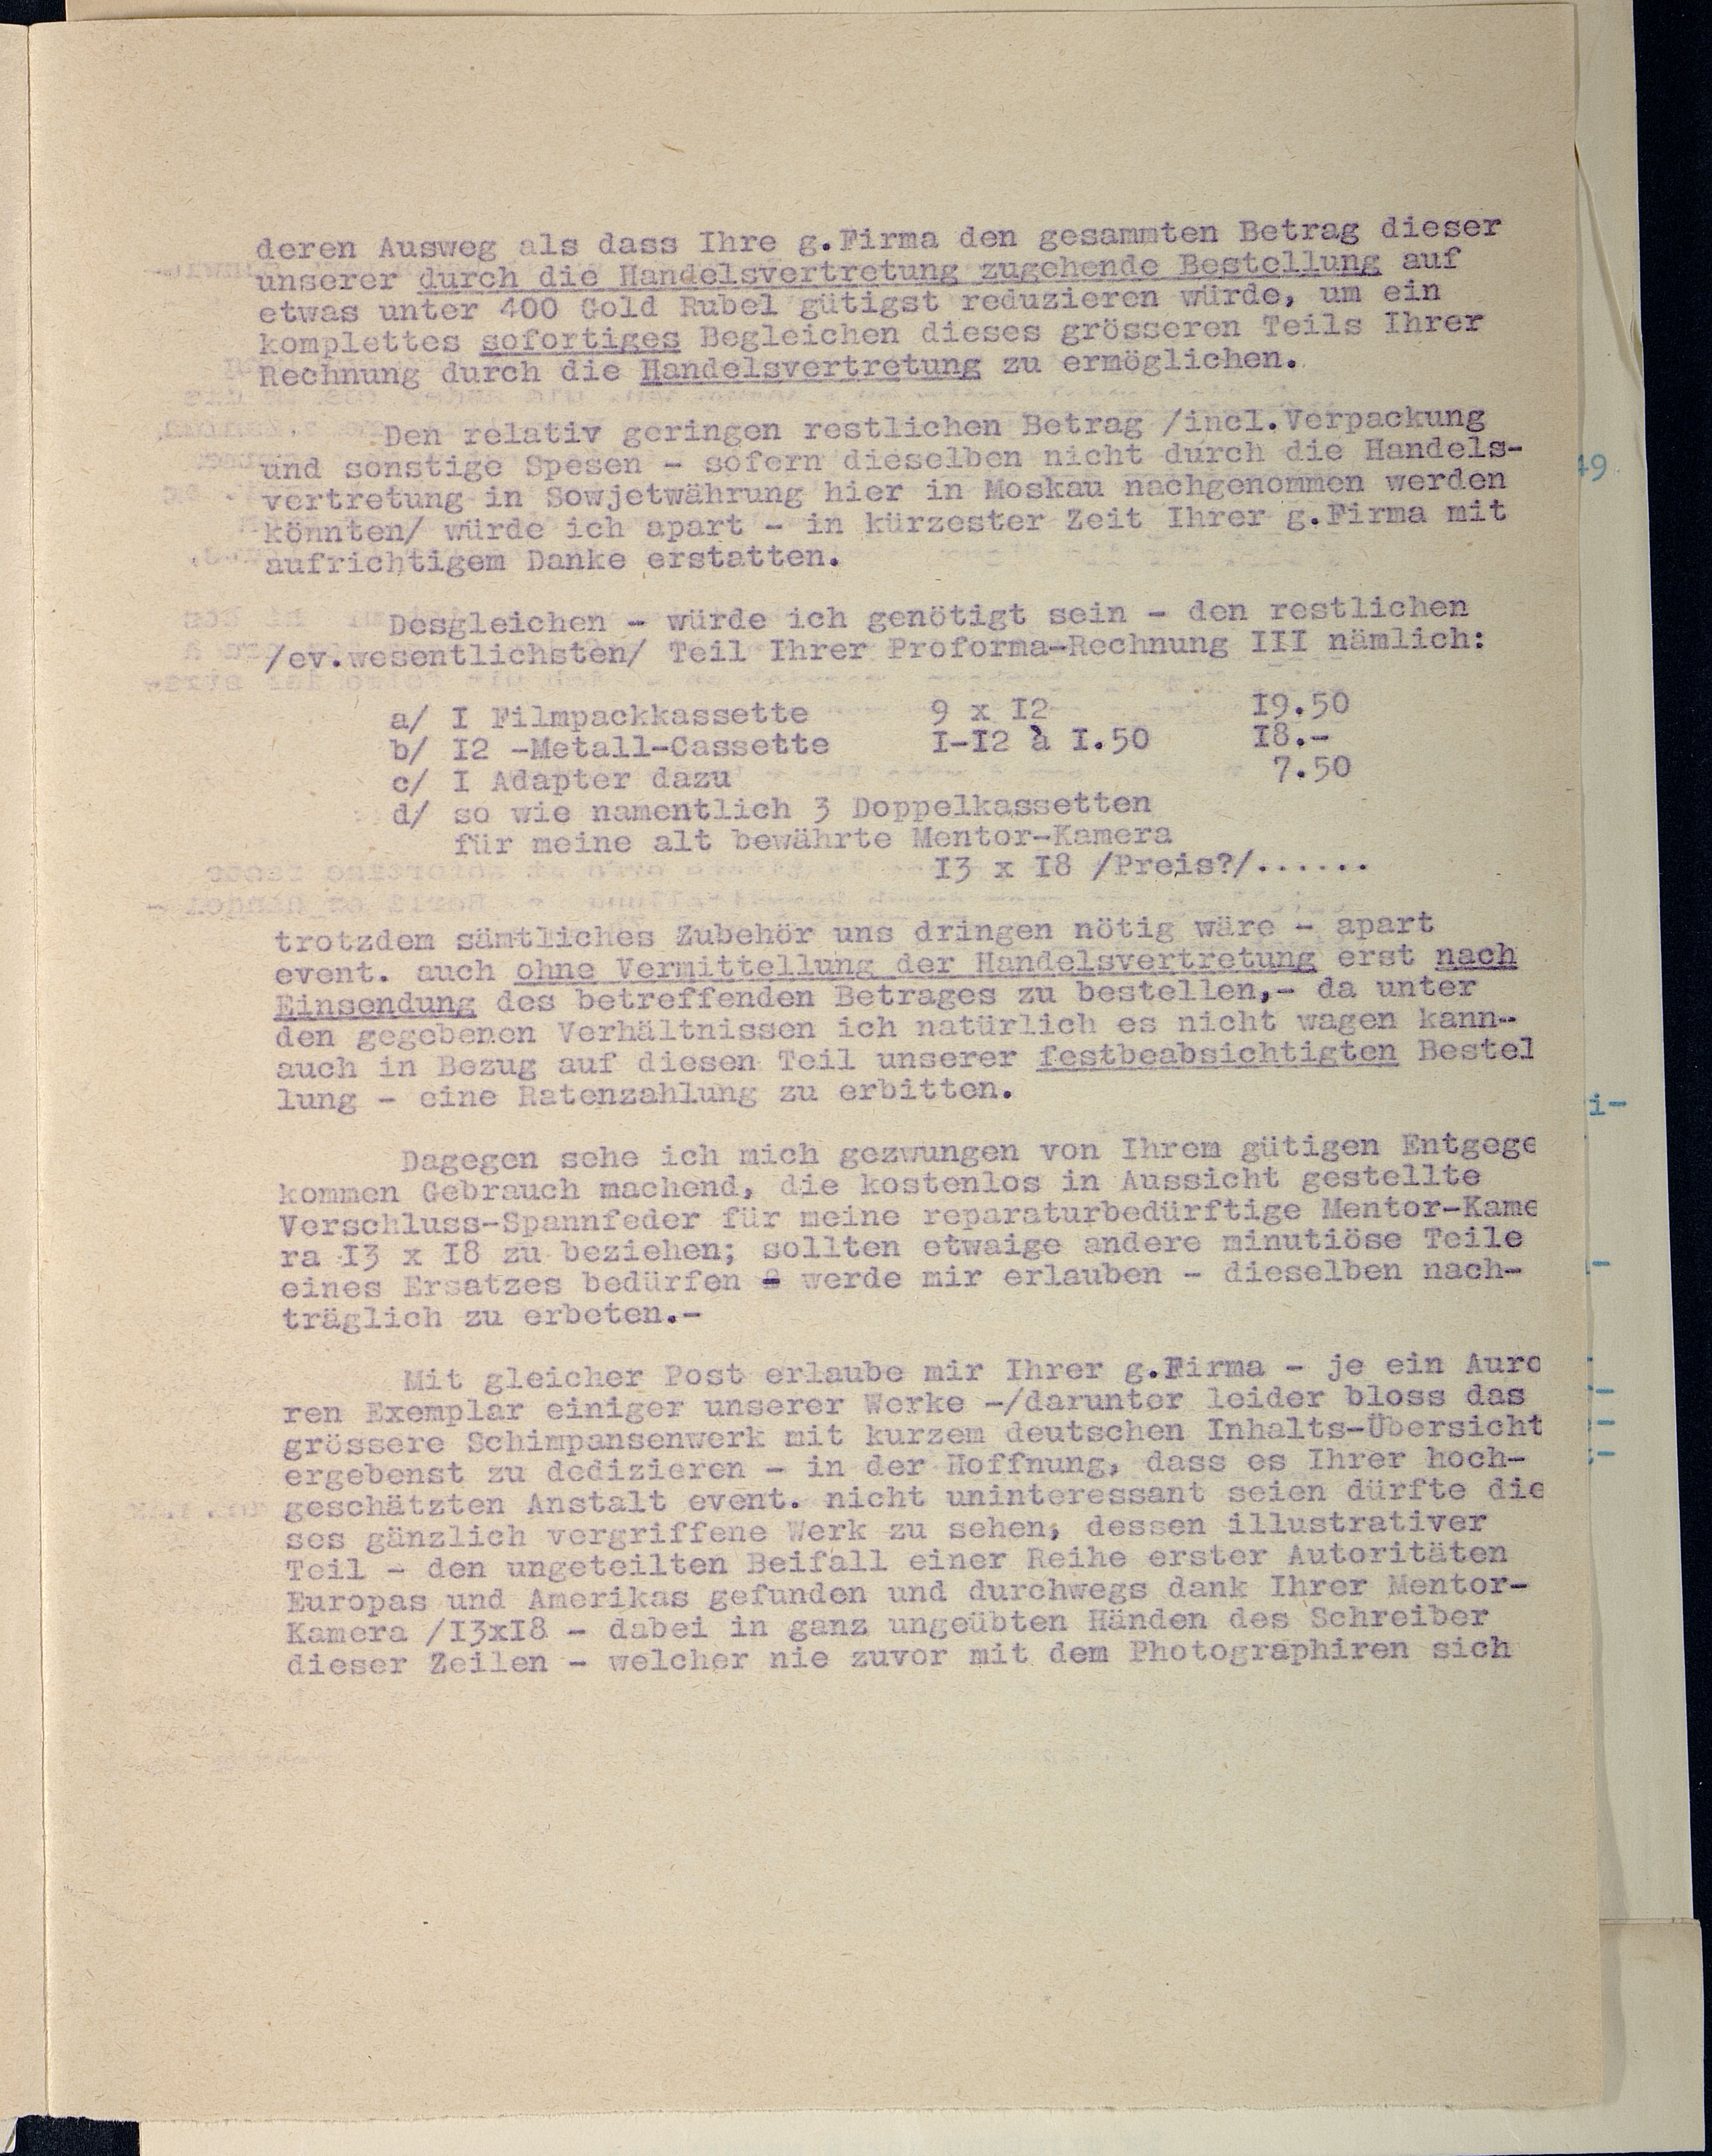 deren Ausweg als dass Ihre g.Firma den gesammten Betrag dieser
unserer durch die Handelsvertretung zugehende Bestellung auf
etwas unter 400 Gold Rubel gütigst reduzieren würde, um ein
komplettes sofortiges Begleichen dieses grösseren Teils Ihrer
Rechnung durch die Handelsvertretung zu ermöglichen.
Den relativ geringen restlichen Betrag /incl.Verpackung
und sonstige Spesen - sofern dieselben nicht durch die Handels-
vertretung in Sowjetwährung hier in Moskau nachgenommen werden
könnten/ würde ich apart - in kürzester Zeit Ihrer g.Firma mit
aufrichtigem Danke erstatten.
Desgleichen - würde ich genötigt sein - den restlichen
/ev.wesentlichsten/ Teil Ihrer Proforma-Rechnung III nämlich:
a/ I Filmpackkassette 9 x I2 I9.50
b/ I2 -Metall-Cassette I-I2 à I.50 I8.-
c/ I Adapter dazu 7.50
d/ so wie namentlich 3 Doppelkassetten
für meine alt bewährte Mentor-Kamera
I3 x I8 /Preis?/......
trotzdem sämtliches Zubehör uns dringen nötig wäre - apart
event. auch ohne Vermittellung der Handelsvertretung erst nach
Einsendung des betreffenden Betrages zu bestellen,- da unter
den gegebenen Verhältnissen ich natürlich es nicht wagen kann--
auch in Bezug auf diesen Teil unserer festbeabsichtigten Bestel
lung - eine Ratenzahlung zu erbitten.
Dagegen sehe ich mich gezwungen von Ihrem gütigen Entgege
kommen Gebrauch machend, die kostenlos in Aussicht gestellte
Verschluss-Spannfeder für meine reparaturbedürftige Mentor-Kame
ra I3 x I8 zu beziehen; sollten etwaige andere minutiöse Teile
eines Ersatzes bedürfen - werde mir erlauben - dieselben nach-
träglich zu erbeten.-
Mit gleicher Post erlaube mir Ihrer g.Firma - je ein Auro
ren Exemplar einiger unserer Werke -/darunter leider bloss das
grössere Schimpansenwerk mit kurzem deutschen Inhalts-Übersicht
ergebenst zu dedizieren - in der Hoffnung, dass es Ihrer hoch-
geschätzten Anstalt event. nicht uninteressant seien dürfte die
ses gänzlich vergriffene Werk zu sehen, dessen illustrativer
Teil - den ungeteilten Beifall einer Reihe erster Autoritäten
Europas und Amerikas gefunden und durchwegs dank Ihrer Mentor-
Kamera /I3xI8 - dabei in ganz ungeübten Händen des Schreiber
dieser Zeilen - welcher nie zuvor mit dem Photographiren sich
49
i-